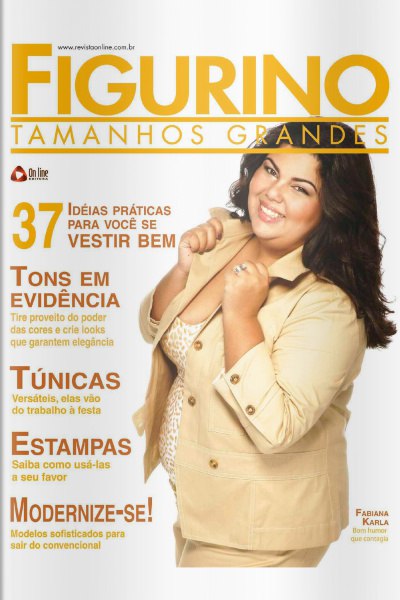 www.revistaonline.com.br
FIGURINO
TAMANHOS GRANDES
On line
EDITORA
37 IDÉIAS PRÁTICAS
PARA VOCÊ SE
VESTIR BEM
TONS EM
EVIDÊNCIA
Tire proveito do poder
das cores e crie looks
que garantem elegância
TÚNICAS
Versáteis, elas vão
do trabalho à festa
ESTAMPAS
Saiba como usá-las
a seu favor
MODERNIZE-SE!
Modelos sofisticados para
sair do convencional
FABIANA
KARLA
Bom humor
que contagia